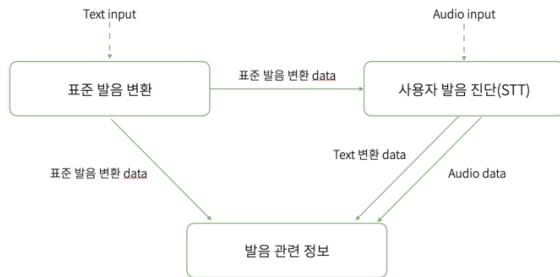 Text input
Audio input
표준 발음 변환
표준 발음 변환 data
사용자 발음 진단(STT)
표준 발음 변환 data
Text 변환 data
Audio data
발음 관련 정보